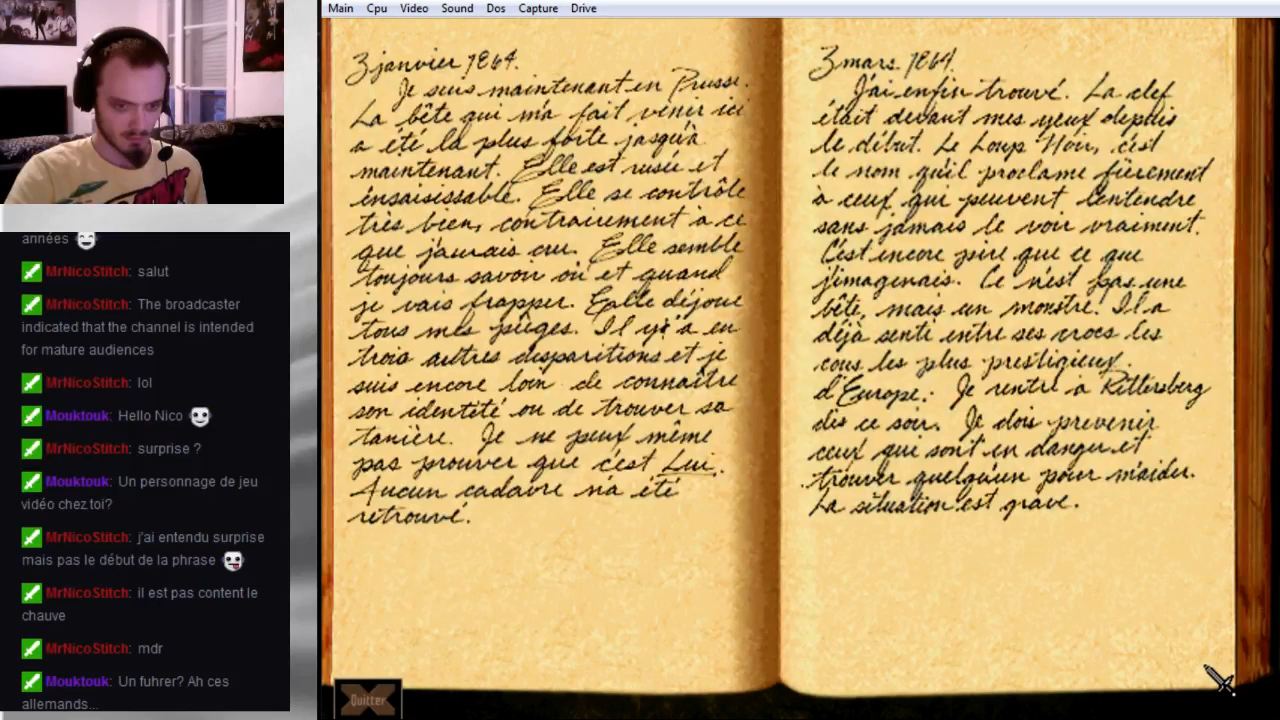 Main Cpu Video Sound Dos Capture Drive
années
MrNicoStitch: salut
MrNicoStitch: The broadcaster
indicated that the channel is intended
for mature audiences
MrNicoStitch: lol
Mouktouk: Hello Nico
MrNicoStitch: surprise ?
Mouktouk: Un personnage de jeu
vidéo chez toi?
MrNicoStitch: j'ai entendu surprise
mais pas le début de la phrase
MrNicoStitch: il est pas content le
chauve
MrNicoStitch: mdr
Mouktouk: Un fuhrer? Ah ces
allemands...
3 janvier 1864.
Je suis maintenant en Prusse.
La bête qui m'a fait venir ici
a été la plus forte jusqu'à
maintenant. Elle est rusée et
insaisissable. Elle se contrôle
très bien, contrairement à ce
que j'aurais cru. Elle semble
toujours savoir où et quand
je vais frapper. Elle déjoue
tous mes pièges. Il y a eu
trois autres disparitions et je
suis encore loin de connaître
son identité ou de trouver sa
tanière. Je ne peux même
pas prouver que c'est Lui.
Aucun cadavre n'a été
retrouvé.
3 mars 1864.
J'ai enfin trouvé. La clef
était devant mes yeux depuis
le début. Le Loup Noir, c'est
le nom qu'il proclame fièrement
à ceux qui peuvent l'entendre
sans jamais le voir vraiment.
C'est encore pire que ce que
j'imaginais. Ce n'est pas une
bête, mais un monstre. Il a
déjà senti entre ses crocs les
cous les plus prestigieux
d'Europe. Je rentre à Rittersberg
dès ce soir. Je dois prévenir
ceux qui sont en danger et
trouver quelqu'un pour m'aider.
La situation est grave.
Quitter